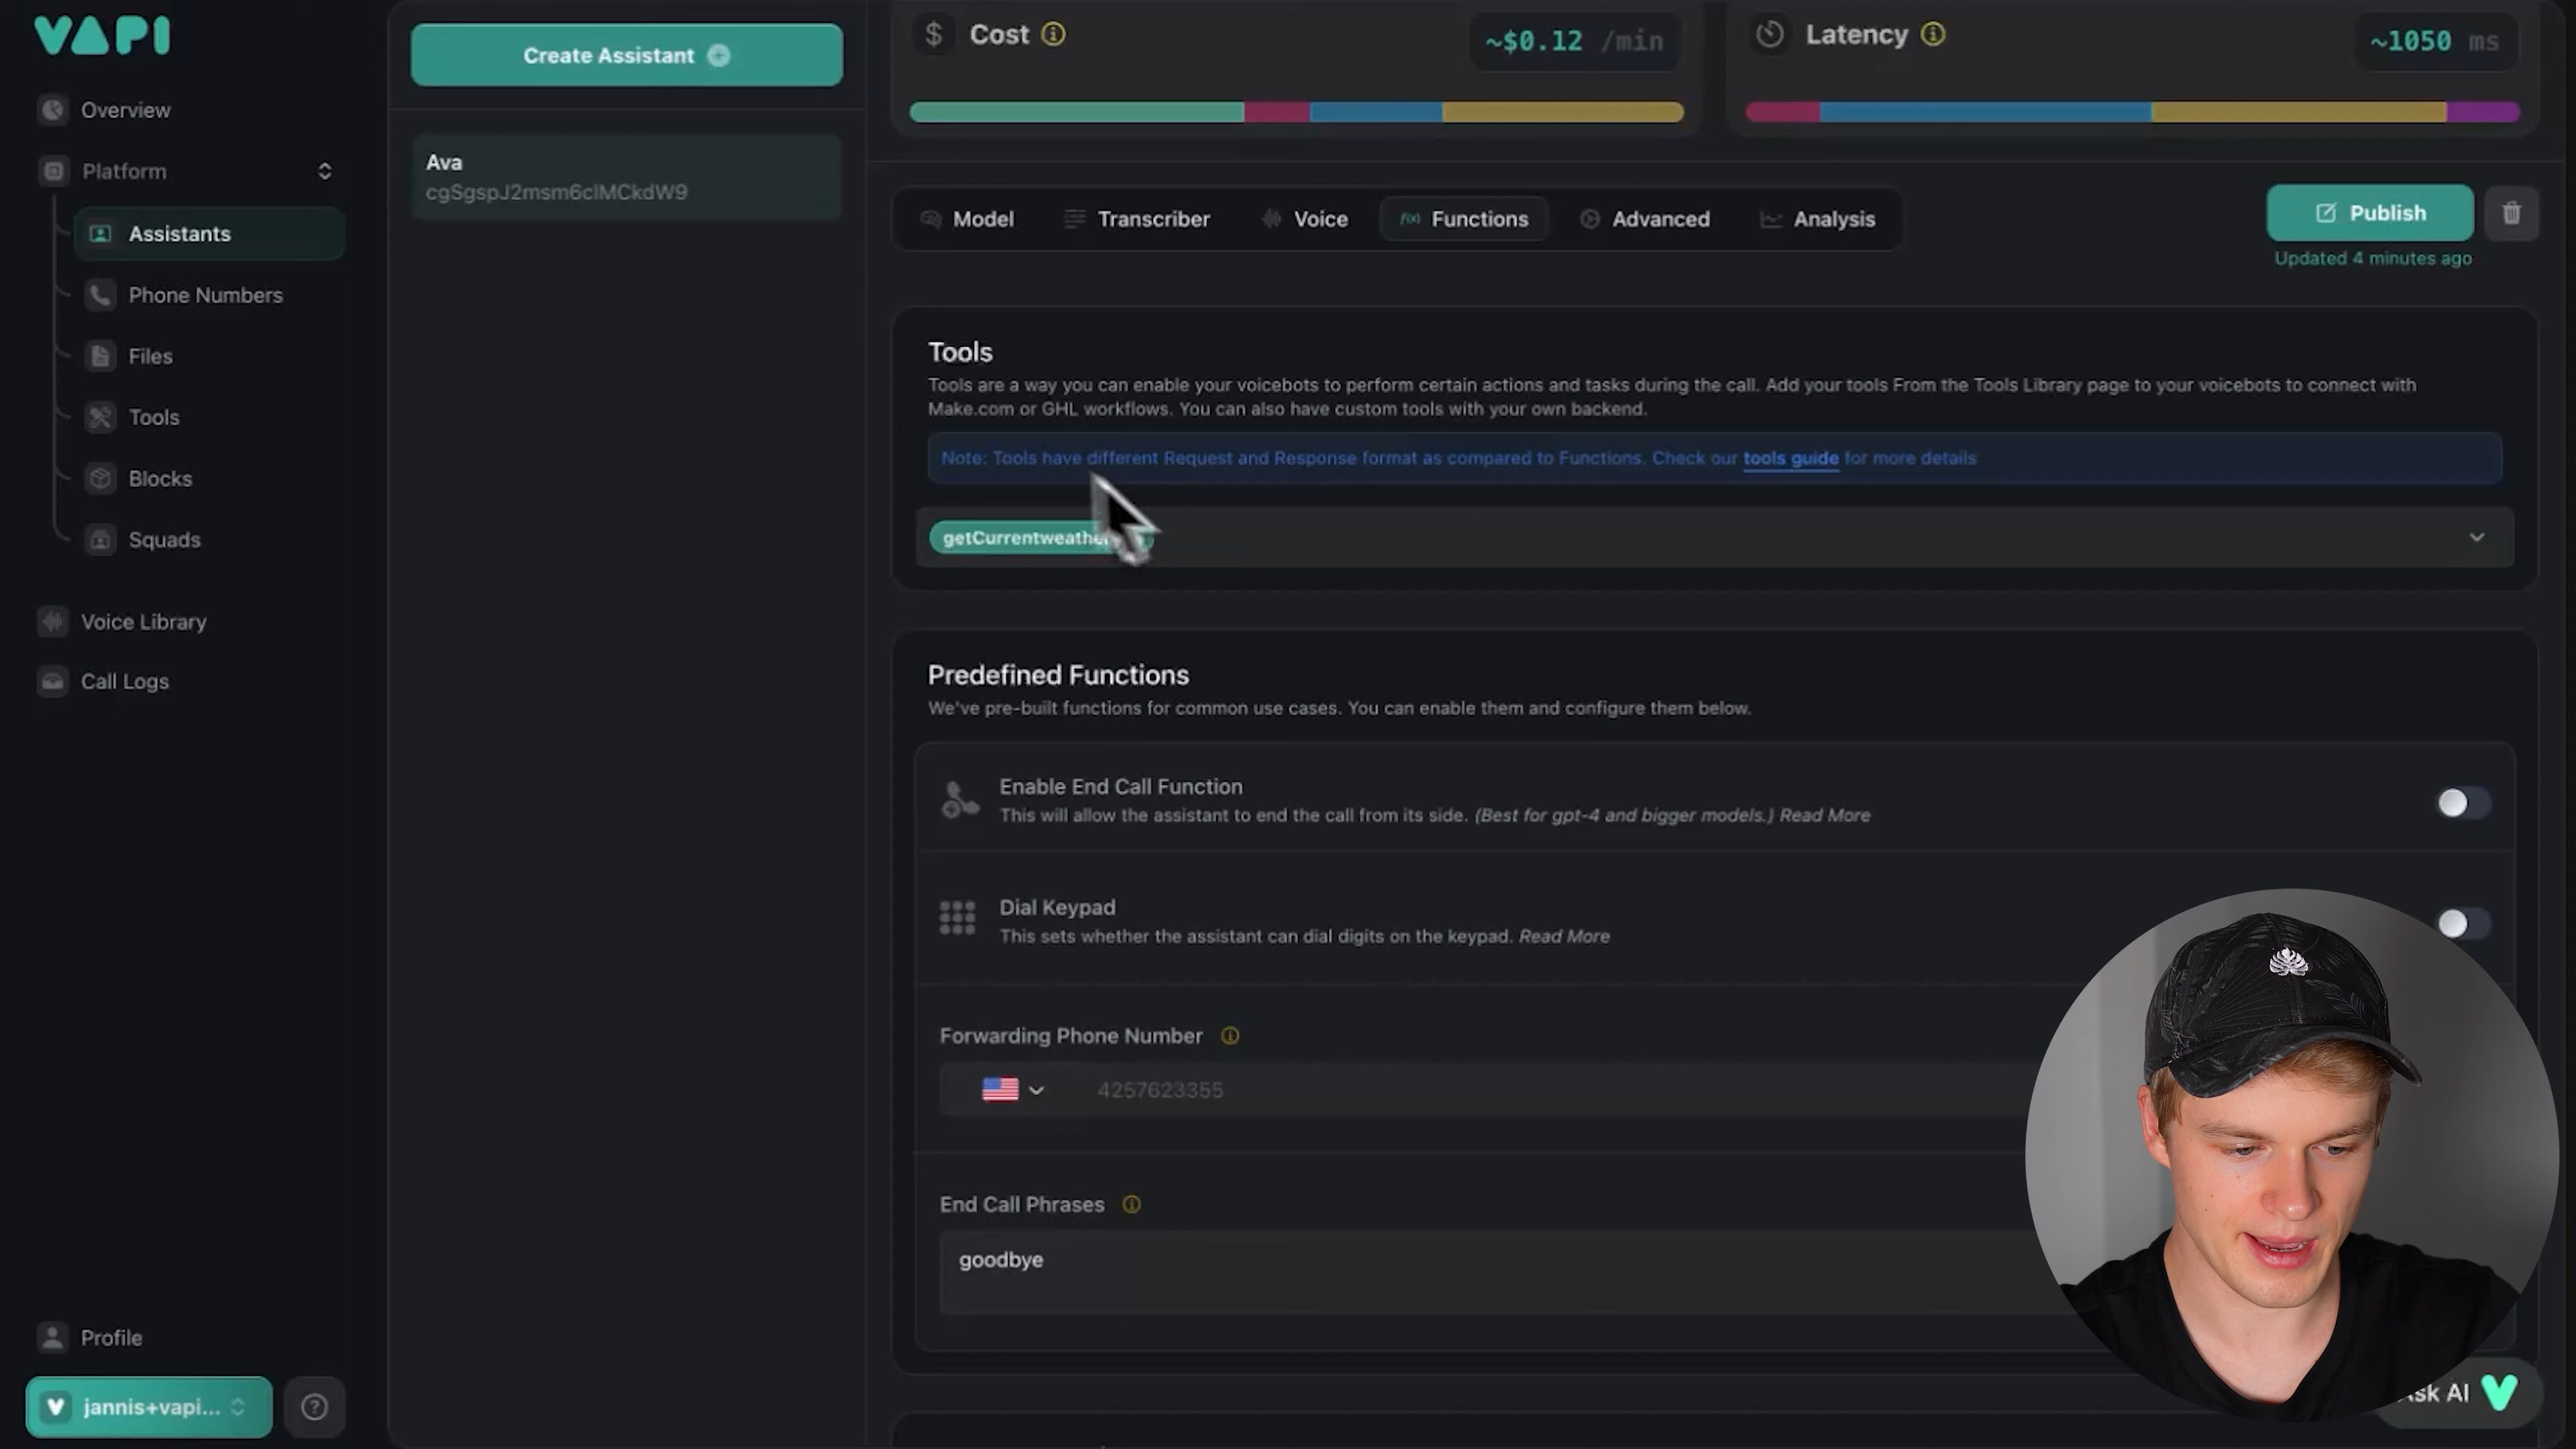 VAPI
Overview
Platform
Assistants
Phone Numbers
Files
Tools
Blocks
Squads
Voice Library
Call Logs
Profile
jannis+vapi...
Create Assistant
Ava
cgSgspJ2msm6clMCkdW9
Cost
~$0.12 /min
Latency
~1050 ms
Model
Transcriber
Voice
Functions
Advanced
Analysis
Publish
Updated 4 minutes ago
Tools
Tools are a way you can enable your voicebots to perform certain actions and tasks during the call. Add your tools From the Tools Library page to your voicebots to connect with
Make.com or GHL workflows. You can also have custom tools with your own backend.
Note: Tools have different Request and Response format as compared to Functions. Check our tools guide for more details
Predefined Functions
We've pre-built functions for common use cases. You can enable them and configure them below.
Enable End Call Function
This will allow the assistant to end the call from its side. (Best for gpt-4 and bigger models.) Read More
Dial Keypad
This sets whether the assistant can dial digits on the keypad. Read More
Forwarding Phone Number
4257623355
End Call Phrases
goodbye
AI